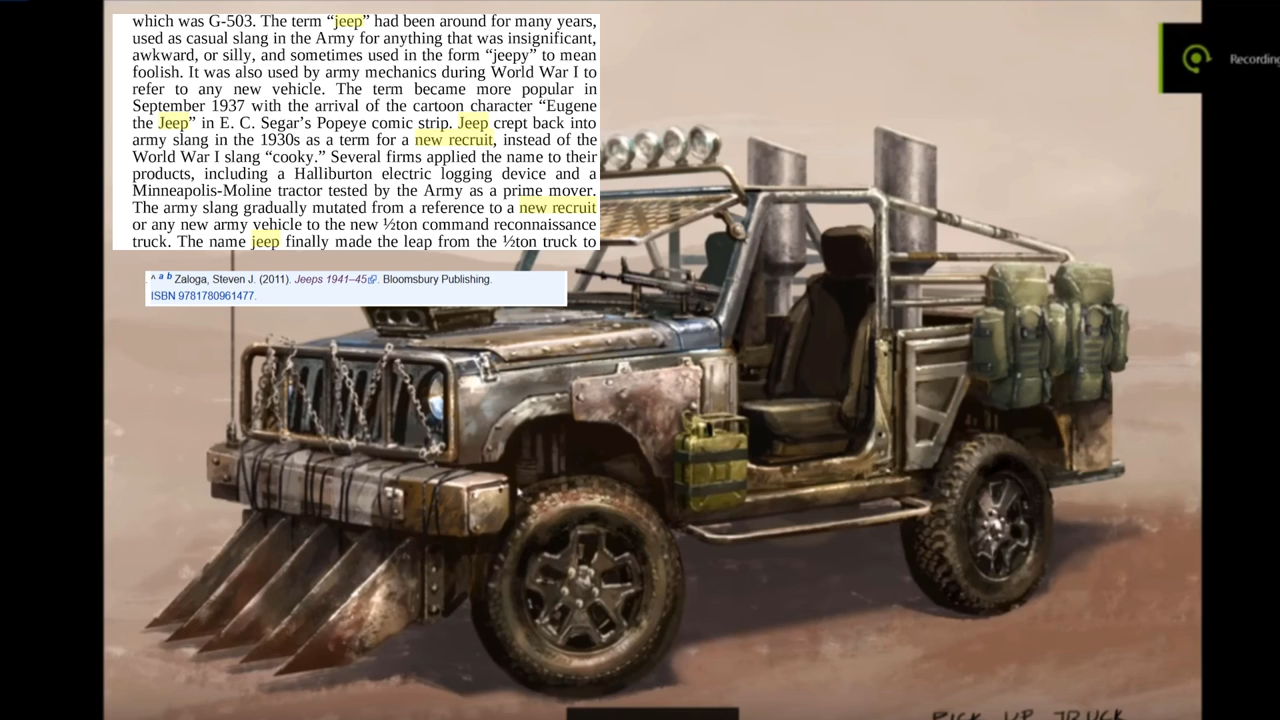 which was G-503. The term “jeep” had been around for many years,
used as casual slang in the Army for anything that was insignificant,
awkward, or silly, and sometimes used in the form “jeepy” to mean
foolish. It was also used by army mechanics during World War I to
refer to any new vehicle. The term became more popular in
September 1937 with the arrival of the cartoon character “Eugene
the Jeep” in E. C. Segar’s Popeye comic strip. Jeep crept back into
army slang in the 1930s as a term for a new recruit, instead of the
World War I slang “cooky.” Several firms applied the name to their
products, including a Halliburton electric logging device and a
Minneapolis-Moline tractor tested by the Army as a prime mover.
The army slang gradually mutated from a reference to a new recruit
or any new army vehicle to the new ½ton command reconnaissance
truck. The name jeep finally made the leap from the ½ton truck to
^ a b Zaloga, Steven J. (2011). Jeeps 1941–45. Bloomsbury Publishing.
ISBN 9781780961477.
Recording
PICK UP TRUCK